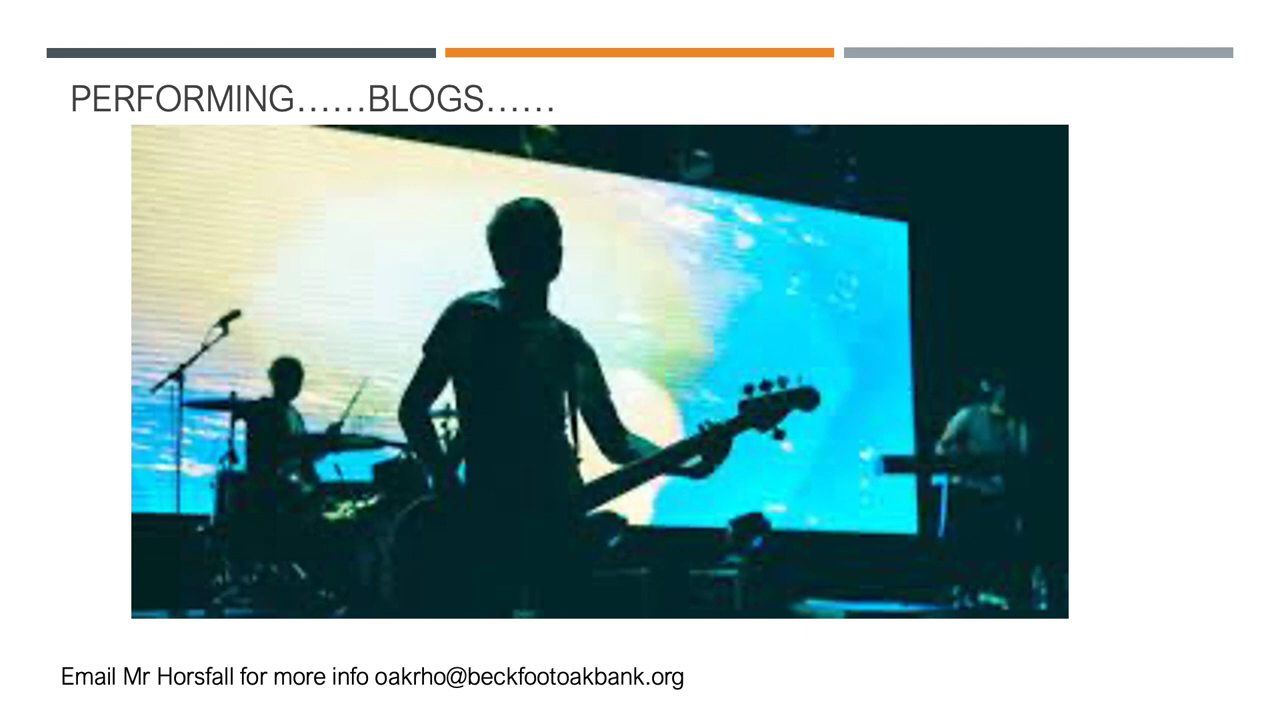 PERFORMING......BLOGS......
Email Mr Horsfall for more info oakrho@beckfootoakbank.org